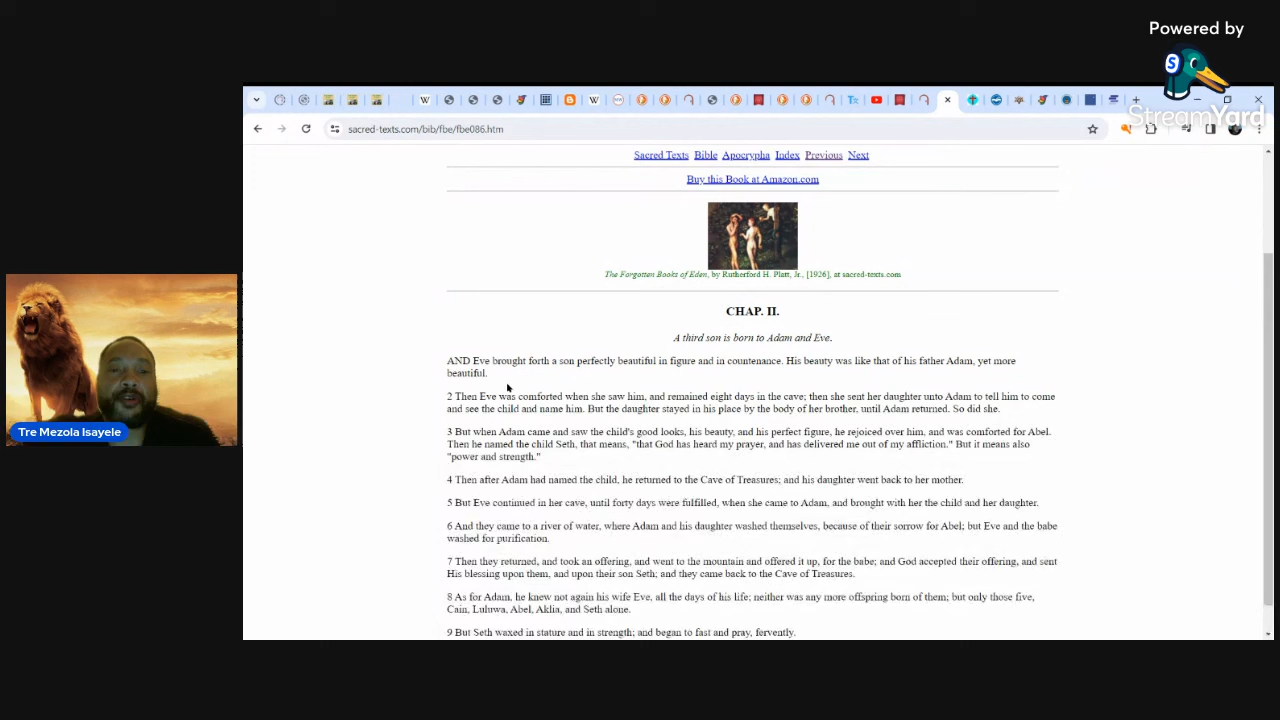 Powered by
S
StreamYard
sacred-texts.com/bib/fbe/fbe086.htm
Sacred Texts Bible Apocrypha Index Previous Next
Buy this Book at Amazon.com
The Forgotten Books of Eden, by Rutherford H. Platt, Jr., [1926], at sacred-texts.com
CHAP. II.
A third son is born to Adam and Eve.
AND Eve brought forth a son perfectly beautiful in figure and in countenance. His beauty was like that of his father Adam, yet more
beautiful.
2 Then Eve was comforted when she saw him, and remained eight days in the cave; then she sent her daughter unto Adam to tell him to come
and see the child and name him. But the daughter stayed in his place by the body of her brother, until Adam returned. So did she.
3 But when Adam came and saw the child's good looks, his beauty, and his perfect figure, he rejoiced over him, and was comforted for Abel.
Then he named the child Seth, that means, "that God has heard my prayer, and has delivered me out of my affliction." But it means also
"power and strength."
4 Then after Adam had named the child, he returned to the Cave of Treasures; and his daughter went back to her mother.
5 But Eve continued in her cave, until forty days were fulfilled, when she came to Adam, and brought with her the child and her daughter.
6 And they came to a river of water, where Adam and his daughter washed themselves, because of their sorrow for Abel; but Eve and the babe
washed for purification.
7 Then they returned, and took an offering, and went to the mountain and offered it up, for the babe; and God accepted their offering, and sent
His blessing upon them, and upon their son Seth; and they came back to the Cave of Treasures.
8 As for Adam, he knew not again his wife Eve, all the days of his life; neither was any more offspring born of them; but only those five,
Cain, Luluwa, Abel, Aklia, and Seth alone.
9 But Seth waxed in stature and in strength; and began to fast and pray, fervently.
Tre Mezola Isayele